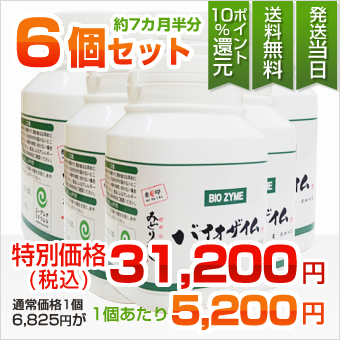 約7カ月半分
6個セット
ポイント
10%還元
送料無料
発送当日
BIO ZYME
バイオザイム
特別価格
(税込)
31,200円
通常価格1個
6,825円が
1個あたり
5,200円